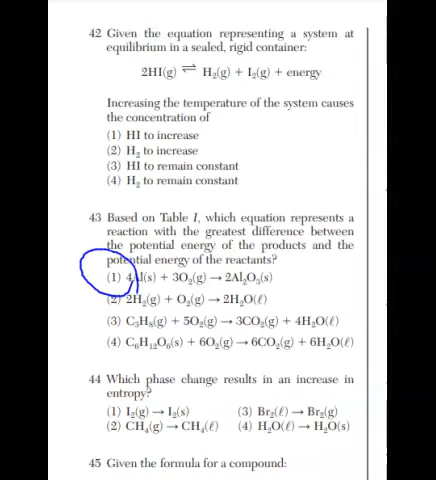 42 Given the equation representing a system at
equilibrium in a sealed, rigid container:
2HI(g) ⇌ H₂(g) + I₂(g) + energy
Increasing the temperature of the system causes
the concentration of
(1) HI to increase
(2) H₂ to increase
(3) HI to remain constant
(4) H₂ to remain constant
43 Based on Table I, which equation represents a
reaction with the greatest difference between
the potential energy of the products and the
potential energy of the reactants?
(1) 4Al(s) + 3O₂(g) → 2Al₂O₃(s)
(2) 2H₂(g) + O₂(g) → 2H₂O(ℓ)
(3) C₃H₈(g) + 5O₂(g) → 3CO₂(g) + 4H₂O(ℓ)
(4) C₆H₁₂O₆(s) + 6O₂(g) → 6CO₂(g) + 6H₂O(ℓ)
44 Which phase change results in an increase in
entropy?
(1) I₂(g) → I₂(s) (3) Br₂(ℓ) → Br₂(g)
(2) CH₄(g) → CH₄(ℓ) (4) H₂O(ℓ) → H₂O(s)
45 Given the formula for a compound: